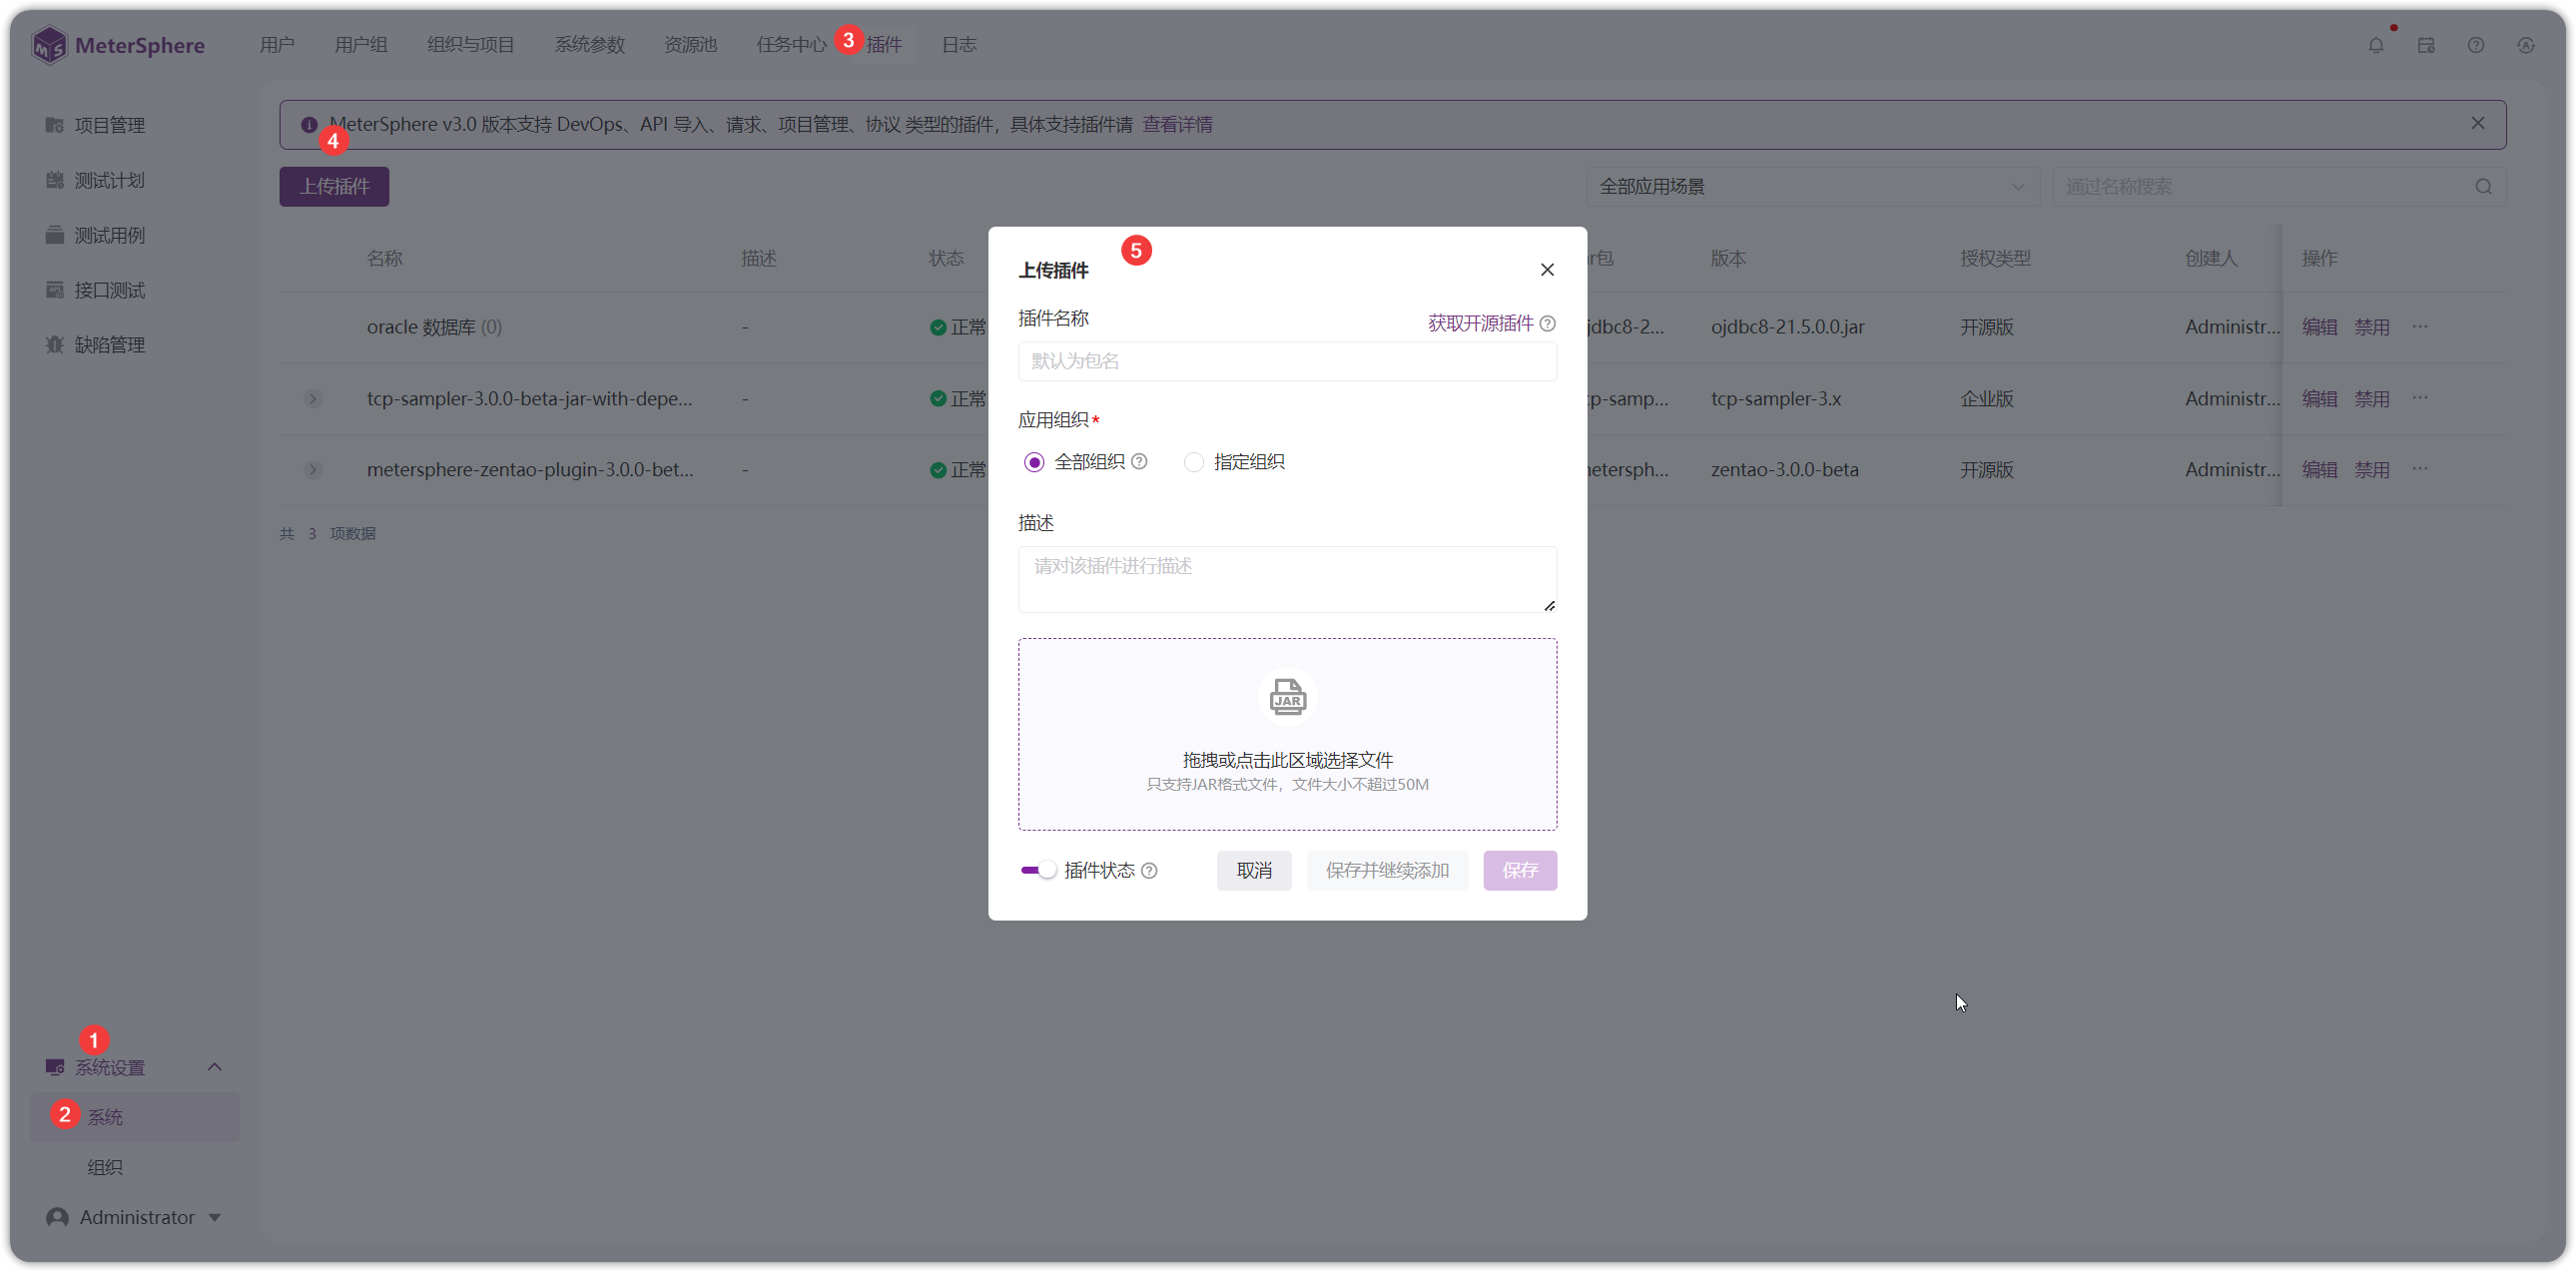 MeterSphere
用户 用户组 组织与项目 系统参数 资源池 任务中心 3 插件 日志
项目管理
测试计划
测试用例
接口测试
缺陷管理
MeterSphere v3.0 版本支持 DevOps、API 导入、请求、项目管理、协议 类型的插件，具体支持插件请 查看详情
4
上传插件
全部应用场景
通过名称搜索
名称 描述 状态 r包 版本 授权类型 创建人 操作
oracle 数据库 (0) - 正常 jdbc8-2... ojdbc8-21.5.0.0.jar 开源版 Administr... 编辑 禁用 ...
tcp-sampler-3.0.0-beta-jar-with-depe... - 正常 cp-samp... tcp-sampler-3.x 企业版 Administr... 编辑 禁用 ...
metersphere-zentao-plugin-3.0.0-bet... - 正常 netersph... zentao-3.0.0-beta 开源版 Administr... 编辑 禁用 ...
共 3 项数据
5
上传插件
插件名称 获取开源插件
默认为包名
应用组织*
全部组织 指定组织
描述
请对该插件进行描述
JAR
拖拽或点击此区域选择文件
只支持JAR格式文件，文件大小不超过50M
插件状态 取消 保存并继续添加 保存
1
系统设置
2 系统
组织
Administrator